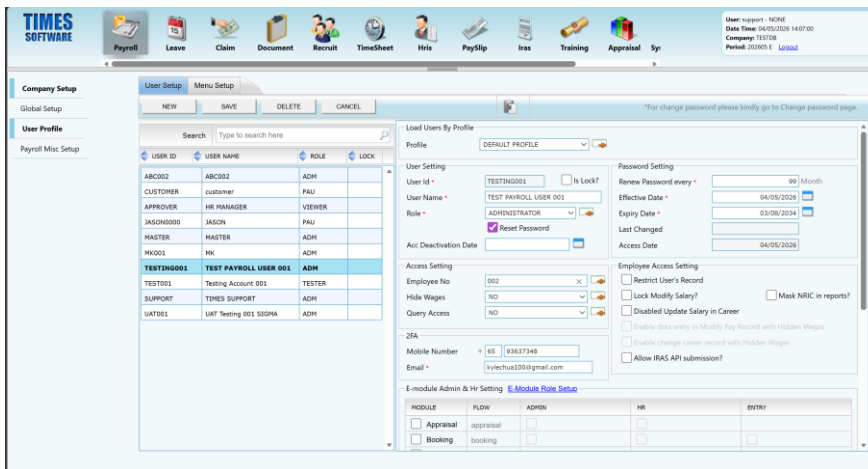 TIMES
SOFTWARE
Payroll
15
Leave
Claim
Document
Recruit
TimeSheet
Hris
PaySlip
Iras
Training
Appraisal
User: support - NONE
Date Time: 04/05/2026 14:07:00
Company: TESTDB
Period: 202605 E Logout
Company Setup
Global Setup
User Profile
Payroll Misc Setup
User Setup Menu Setup
NEW SAVE DELETE CANCEL
*For change password please kindly go to Change password page.
Search Type to search here
USER ID USER NAME ROLE LOCK
ABC002 ABC002 ADM
CUSTOMER customer PAU
APPROVER HR MANAGER VIEWER
JASON0000 JASON PAU
MASTER MASTER ADM
MK001 MK ADM
TESTING001 TEST PAYROLL USER 001 ADM
TEST001 Testing Account 001 TESTER
SUPPORT TIMES SUPPORT ADM
UAT001 UAT Testing 001 SIGMA ADM
Load Users By Profile
Profile DEFAULT PROFILE
User Setting
User Id * TESTING001 Is Lock?
User Name * TEST PAYROLL USER 001
Role * ADMINISTRATOR
Reset Password
Acc Deactivation Date
Password Setting
Renew Password every * 99 Month
Effective Date * 04/05/2026
Expiry Date * 03/08/2034
Last Changed
Access Date 04/05/2026
Access Setting
Employee No 002
Hide Wages NO
Query Access NO
Employee Access Setting
Restrict User's Record
Lock Modify Salary? Mask NRIC in reports?
Disabled Update Salary in Career
Enable data entry in Modify Pay Record with Hidden Wages
Enable change career record with Hidden Wages
Allow IRAS API submission?
2FA
Mobile Number + 65 93637348
Email * kylechua100@gmail.com
E-module Admin & Hr Setting E-Module Role Setup
MODULE FLOW ADMIN HR ENTRY
Appraisal appraisal
Booking booking